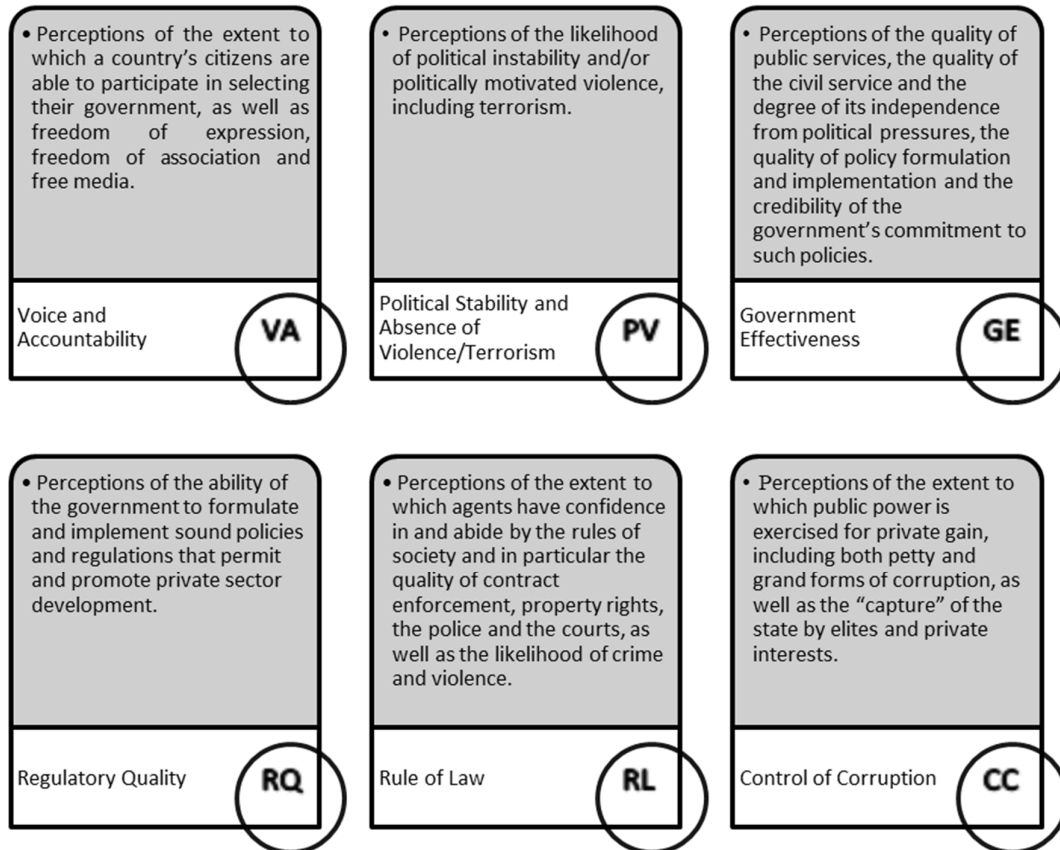 • Perceptions of the extent to
which a country’s citizens are
able to participate in selecting
their government, as well as
freedom of expression,
freedom of association and
free media.
Voice and
Accountability
VA
• Perceptions of the likelihood
of political instability and/or
politically motivated violence,
including terrorism.
Political Stability and
Absence of
Violence/Terrorism
PV
• Perceptions of the quality of
public services, the quality of
the civil service and the
degree of its independence
from political pressures, the
quality of policy formulation
and implementation and the
credibility of the
government’s commitment to
such policies.
Government
Effectiveness
GE
• Perceptions of the ability of
the government to formulate
and implement sound policies
and regulations that permit
and promote private sector
development.
Regulatory Quality
RQ
• Perceptions of the extent to
which agents have confidence
in and abide by the rules of
society and in particular the
quality of contract
enforcement, property rights,
the police and the courts, as
well as the likelihood of crime
and violence.
Rule of Law
RL
• Perceptions of the extent to
which public power is
exercised for private gain,
including both petty and
grand forms of corruption, as
well as the “capture” of the
state by elites and private
interests.
Control of Corruption
CC